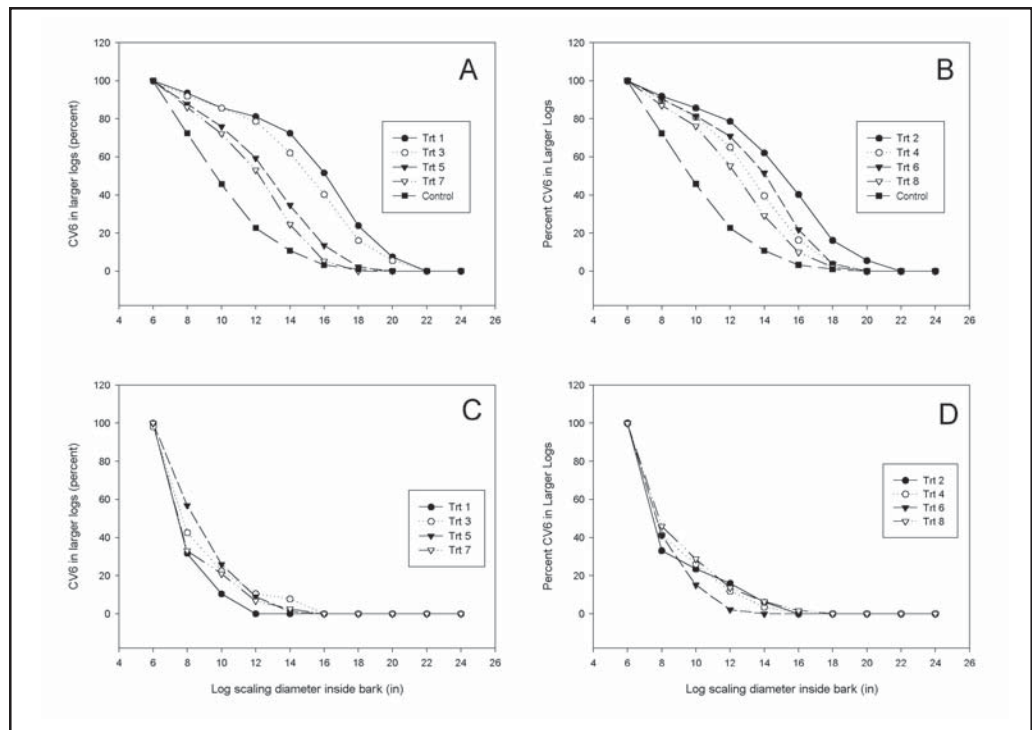 A
120
100
80
60
40
20
0
CV6 in larger logs (percent)
4 6 8 10 12 14 16 18 20 22 24 26
Trt 1
Trt 3
Trt 5
Trt 7
Control
B
120
100
80
60
40
20
0
Percent CV6 in Larger Logs
4 6 8 10 12 14 16 18 20 22 24 26
Trt 2
Trt 4
Trt 6
Trt 8
Control
C
120
100
80
60
40
20
0
CV6 in larger logs (percent)
4 6 8 10 12 14 16 18 20 22 24 26
Log scaling diameter inside bark (in)
Trt 1
Trt 3
Trt 5
Trt 7
D
120
100
80
60
40
20
0
Percent CV6 in Larger Logs
4 6 8 10 12 14 16 18 20 22 24 26
Log scaling diameter inside bark (in)
Trt 2
Trt 4
Trt 6
Trt 8